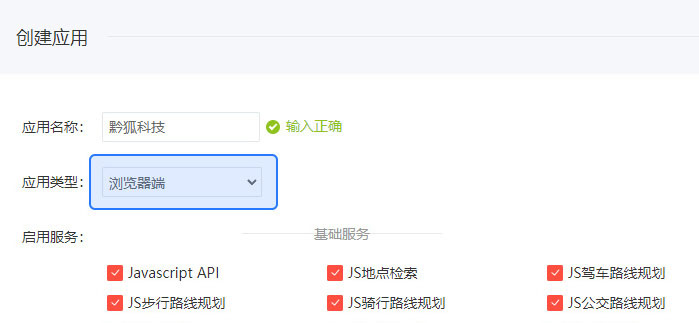 创建应用
应用名称： 黔狐科技 输入正确
应用类型： 浏览器端
启用服务： 基础服务
Javascript API JS地点检索 JS驾车路线规划
JS步行路线规划 JS骑行路线规划 JS公交路线规划